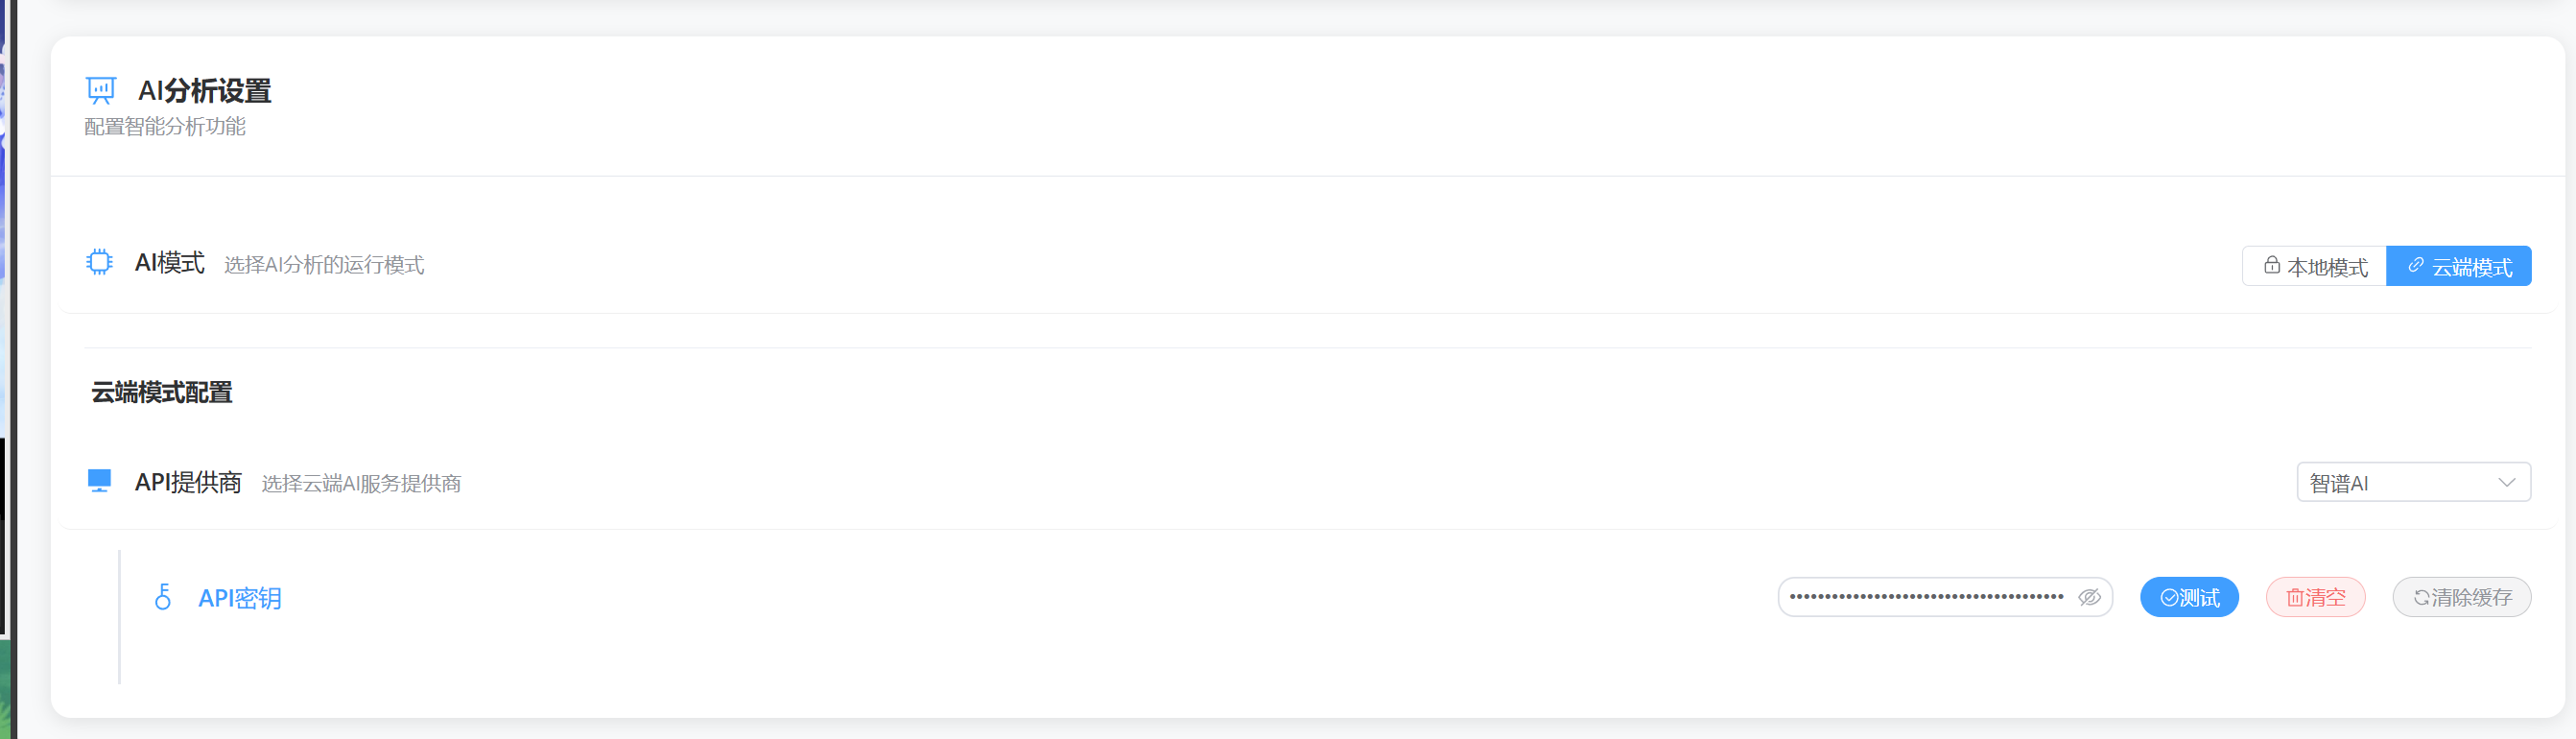 AI分析设置
配置智能分析功能
AI模式 选择AI分析的运行模式 本地模式 云端模式
云端模式配置
API提供商 选择云端AI服务提供商 智谱AI
API密钥 测试 清空 清除缓存